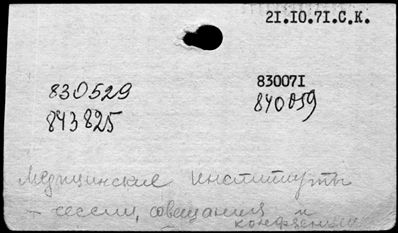 21.10.71.С.К.
830529 830071
843825 840059
Медицинские институты
- сессии, совещания и
конференции